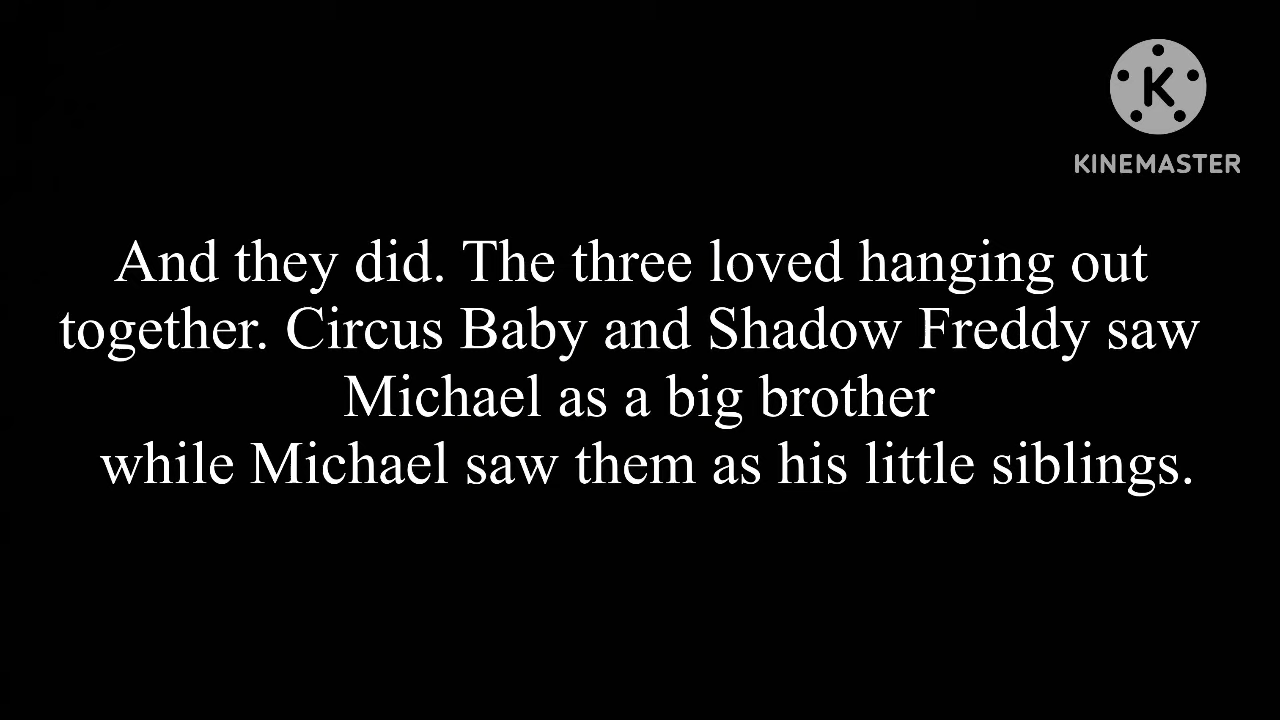 K
KINEMASTER
And they did. The three loved hanging out
together. Circus Baby and Shadow Freddy saw
Michael as a big brother
while Michael saw them as his little siblings.